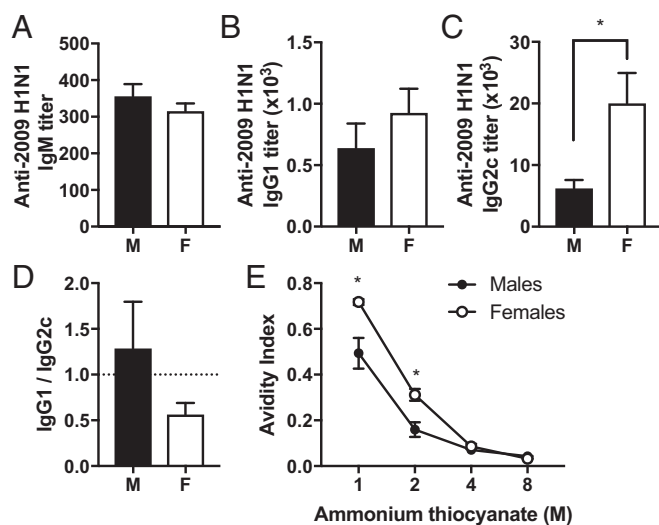 A
Anti-2009 H1N1
IgM titer
500
400
300
200
100
0
M F
B
Anti-2009 H1N1
IgG1 titer (x10³)
1.5
1.0
0.5
0.0
M F
C
Anti-2009 H1N1
IgG2c titer (x10³)
30
20
10
0
*
M F
D
IgG1 / IgG2c
2.0
1.5
1.0
0.5
0.0
M F
E
Avidity Index
0.8
0.6
0.4
0.2
0.0
*
*
Males
Females
1 2 4 8
Ammonium thiocyanate (M)